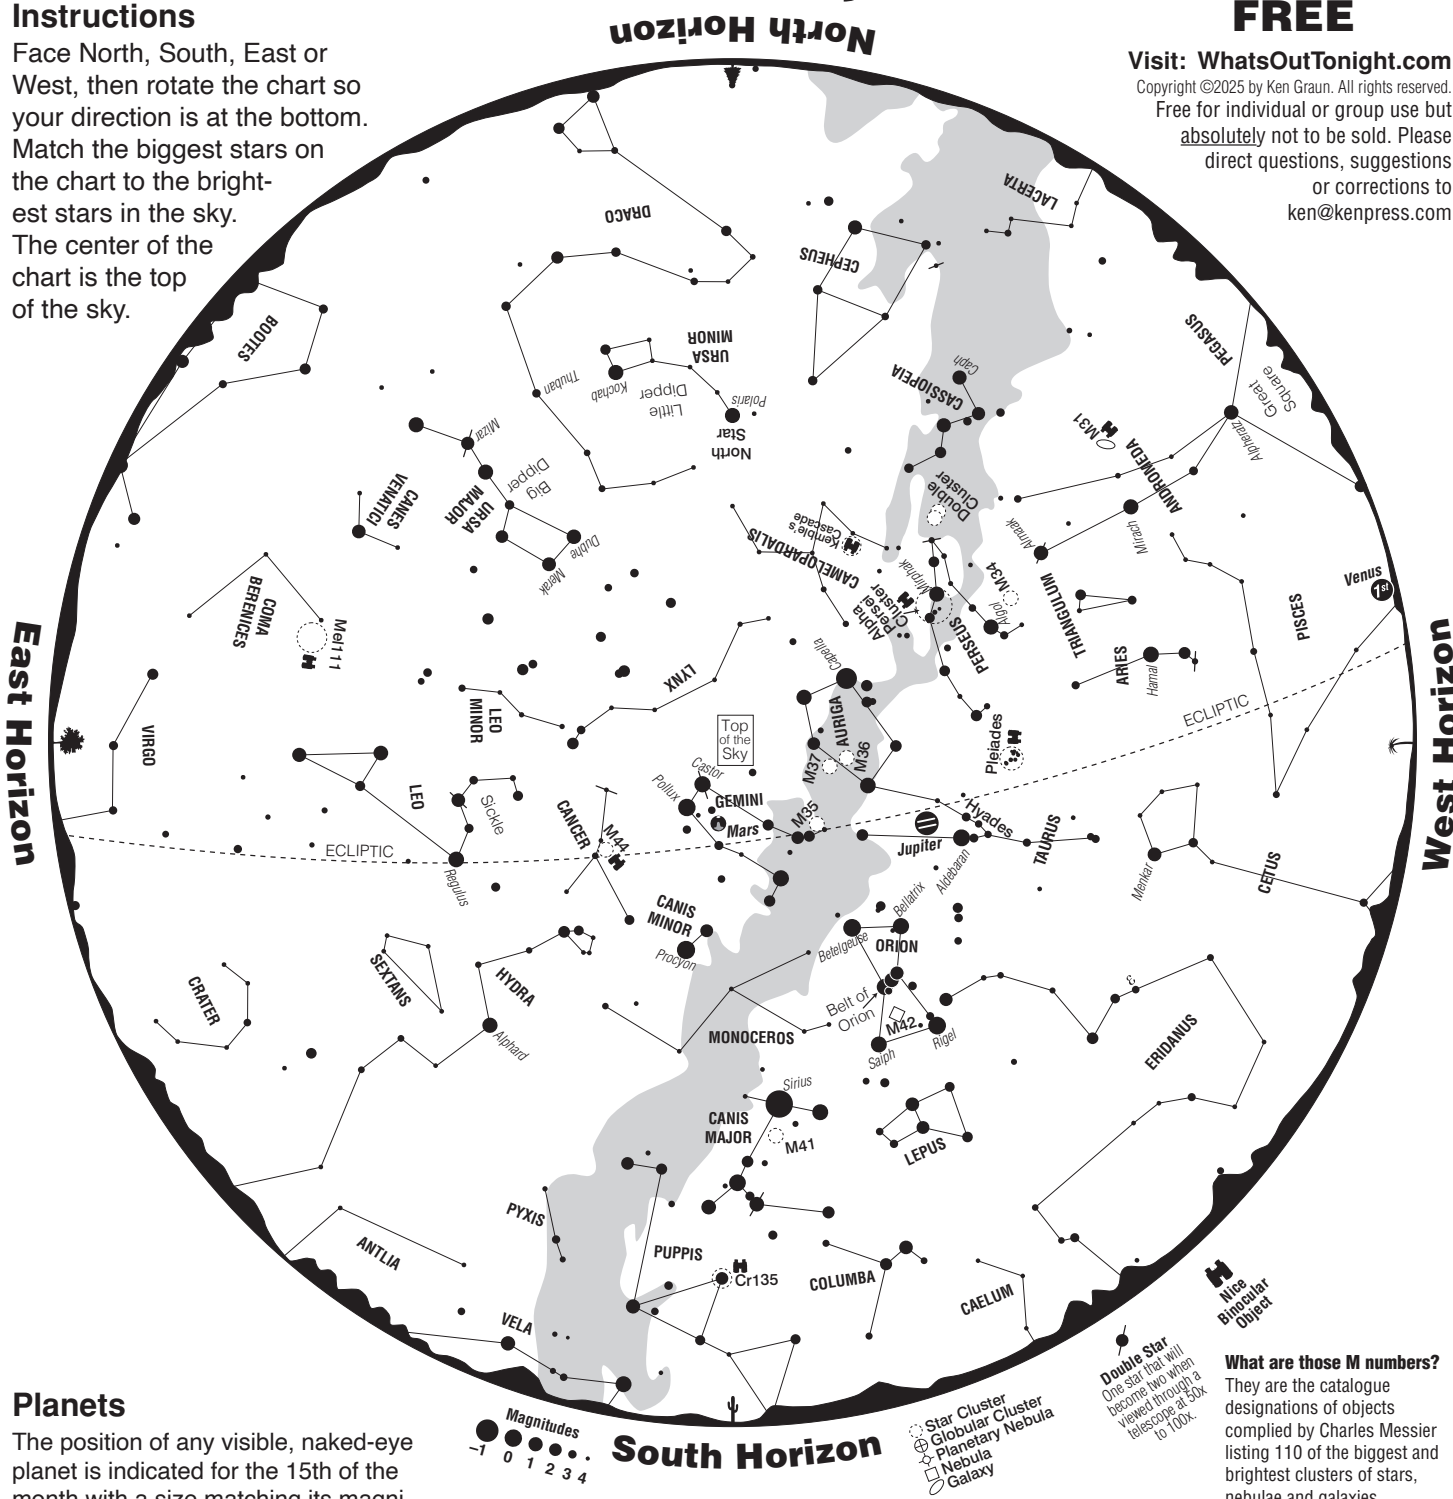 Instructions
Face North, South, East or
West, then rotate the chart so
your direction is at the bottom.
Match the biggest stars on
the chart to the bright-
est stars in the sky.
The center of the
chart is the top
of the sky.
North Horizon
FREE
Visit: WhatsOutTonight.com
Copyright ©2025 by Ken Graun. All rights reserved.
Free for individual or group use but
absolutely not to be sold. Please
direct questions, suggestions
or corrections to
ken@kenpress.com
DRACO
LACERTA
CEPHEUS
BOOTES
URSA
MINOR
Kochab
Thuban
Little
Dipper
Polaris
North
Star
Caph
CASSIOPEIA
PEGASUS
Great
Square
Alpheratz
M31
ANDROMEDA
Mizar
Big
Dipper
URSA
MAJOR
CANES
VENATICI
Dubhe
Merak
Double
Cluster
Kemble's
Cascade
CAMELOPARDALIS
Mirphak
Alpha
Persei
Cluster
M34
Algol
PERSEUS
Almaak
Mirach
TRIANGULUM
PISCES
Venus
1st
COMA
BERENICES
Mel111
East Horizon
LYNX
Capella
ARIES
Hamal
ECLIPTIC
West Horizon
VIRGO
LEO
MINOR
Top
of the
Sky
AURIGA
M37
M36
Pleiades
LEO
Sickle
Castor
Pollux
GEMINI
Mars
M35
CANCER
M44
Hyades
Jupiter
Aldebaran
TAURUS
Menkar
CETUS
ECLIPTIC
Regulus
CANIS
MINOR
Procyon
Bellatrix
Betelgeuse
ORION
CRATER
SEXTANS
HYDRA
Alphard
Belt of
Orion
M42
Rigel
Saiph
ε
ERIDANUS
MONOCEROS
Sirius
CANIS
MAJOR
M41
LEPUS
PYXIS
ANTLIA
PUPPIS
Cr135
COLUMBA
CAELUM
VELA
Nice
Binocular
Object
Double Star
One star that will
become two when
viewed through a
telescope at 50x
to 100x.
Planets
The position of any visible, naked-eye
planet is indicated for the 15th of the
month with a size matching its magni-
Magnitudes
–1 0 1 2 3 4
South Horizon
Star Cluster
Globular Cluster
Planetary Nebula
Nebula
Galaxy
What are those M numbers?
They are the catalogue
designations of objects
complied by Charles Messier
listing 110 of the biggest and
brightest clusters of stars,
nebulae and galaxies